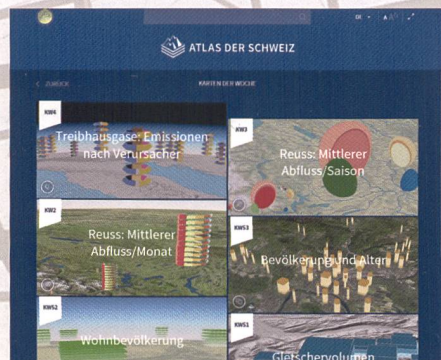 DE
A A
ATLAS DER SCHWEIZ
ZURÜCK
KARTEN DER WOCHE
KW4
Treibhausgase: Emissionen
nach Verursacher
KW3
Reuss: Mittlerer
Abfluss/Saison
KW2
Reuss: Mittlerer
Abfluss/Monat
KW53
Bevölkerung und Alter
KW52
Wohnbevölkerung
KW51
Gletschervolumen